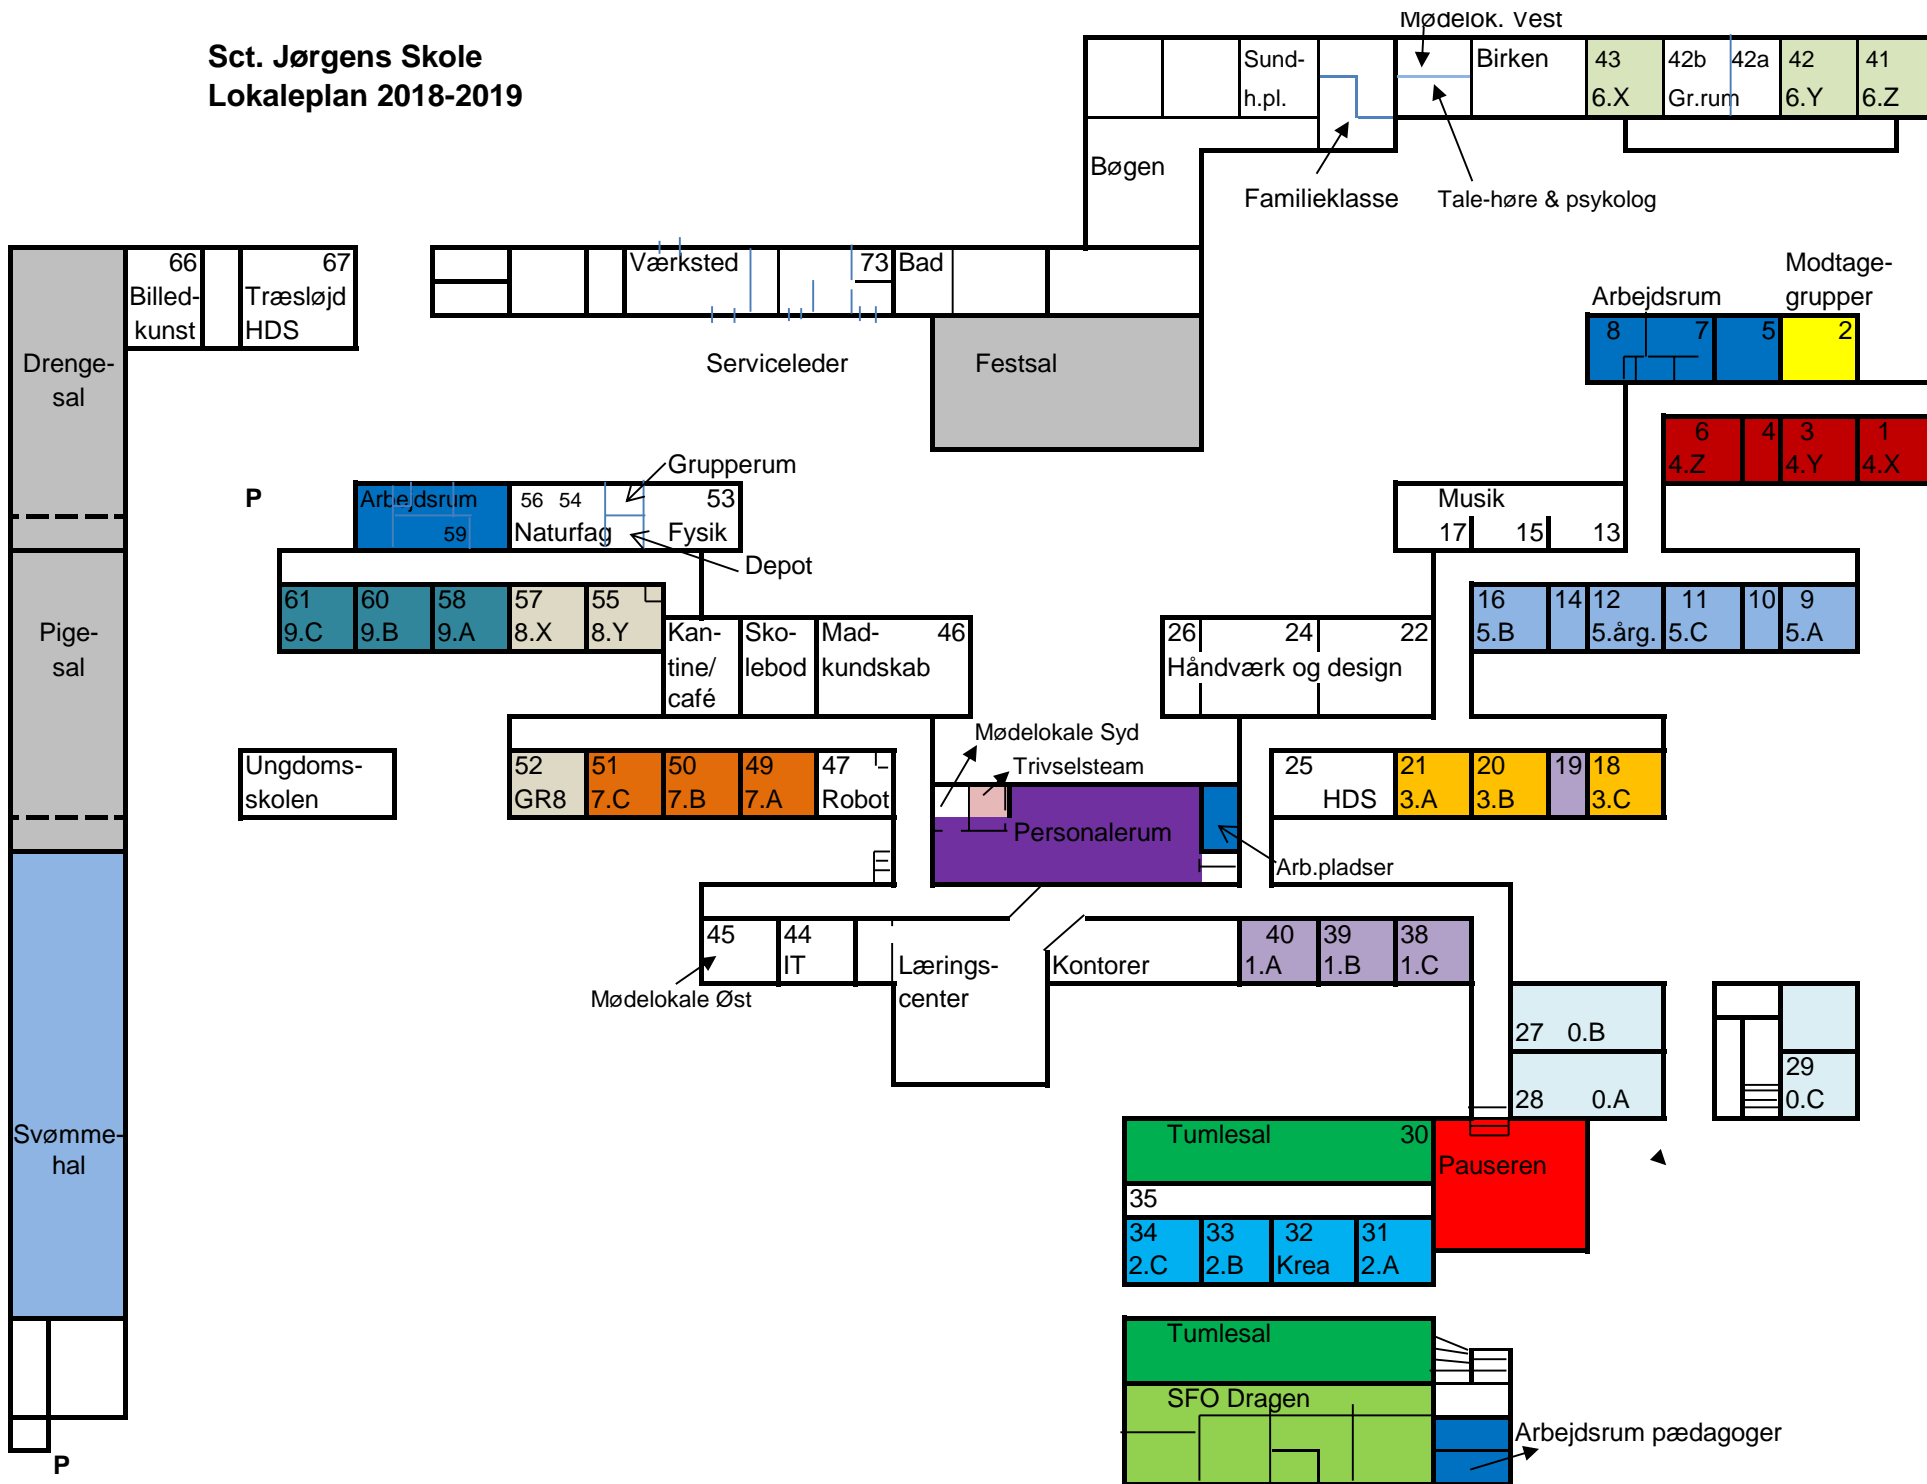 Sct. Jørgens Skole
Lokaleplan 2018-2019
Mødelok. Vest
Sund-
h.pl.
Birken
43
6.X
42b 42a
Gr.rum
42
6.Y
41
6.Z
Bøgen
Familieklasse
Tale-høre & psykolog
66
Billed-
kunst
67
Træsløjd
HDS
Værksted
73
Bad
Serviceleder
Festsal
Drenge-
sal
Arbejdsrum
Modtage-
grupper
8
7
5
2
6
4.Z
4
3
4.Y
1
4.X
Grupperum
P
Arbejdsrum
59
56 54
Naturfag
53
Fysik
Depot
Musik
17
15
13
61
9.C
60
9.B
58
9.A
57
8.X
55
8.Y
16
5.B
14
12
5.årg.
11
5.C
10
9
5.A
Pige-
sal
Kan-
tine/
café
Sko-
lebod
Mad-
kundskab
46
26
24
22
Håndværk og design
Mødelokale Syd
Trivselsteam
Ungdoms-
skolen
52
GR8
51
7.C
50
7.B
49
7.A
47
Robot
Personalerum
25
HDS
21
3.A
20
3.B
19
18
3.C
Arb.pladser
45
44
IT
Mødelokale Øst
Lærings-
center
Kontorer
40
1.A
39
1.B
38
1.C
27 0.B
28 0.A
29
0.C
Svømme-
hal
Tumlesal
30
Pauseren
35
34
2.C
33
2.B
32
Krea
31
2.A
Tumlesal
SFO Dragen
Arbejdsrum pædagoger
P